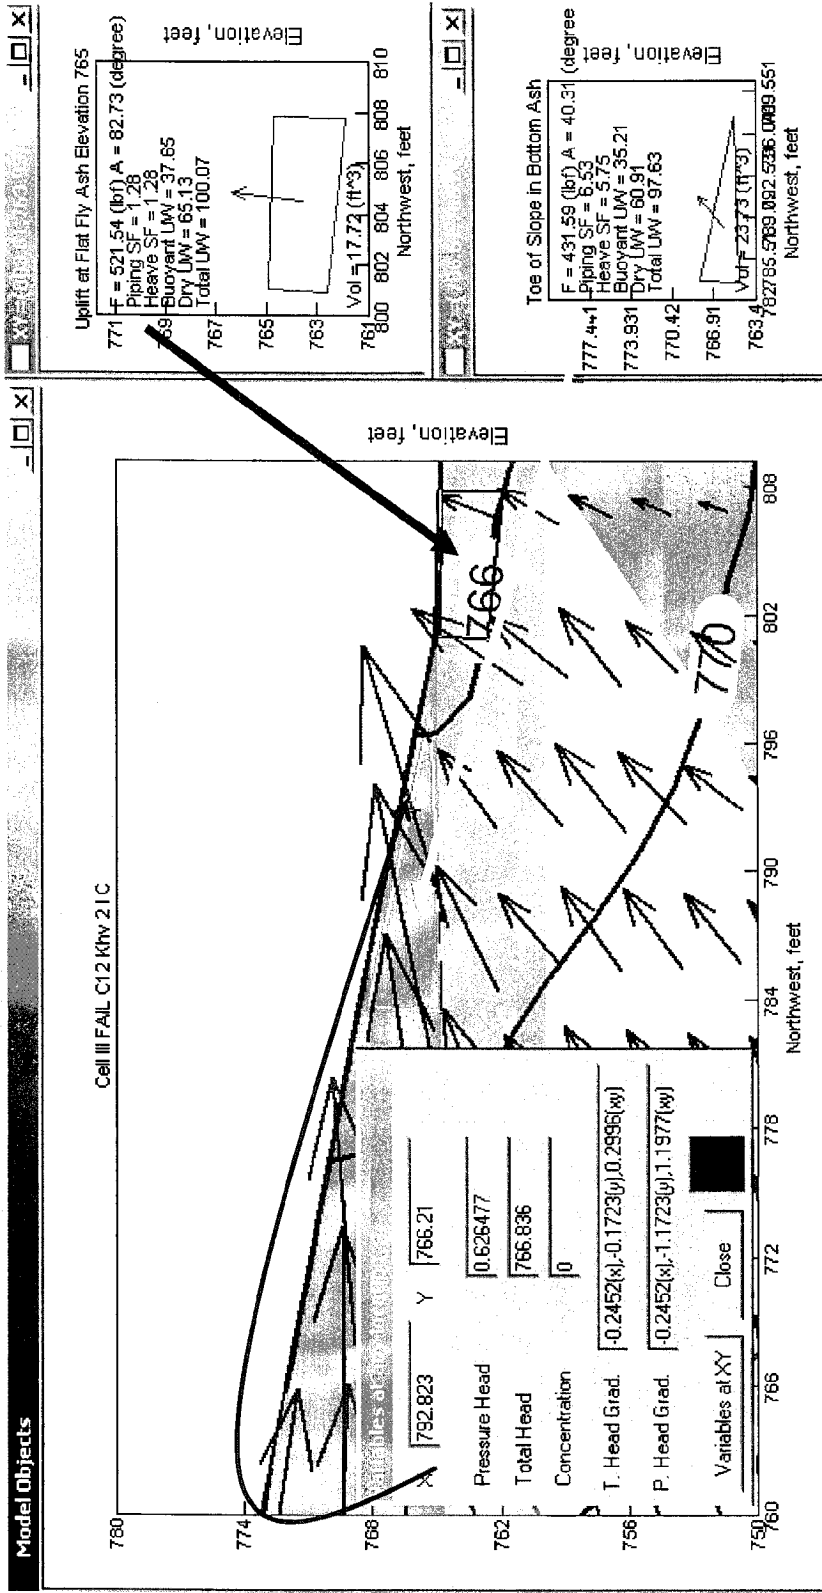 Model Objects
Cell III FAIL C12 Khv 2 I C
780
774
768
762
756
750
760
766
772
778
784
790
796
802
808
Northwest, feet
Elevation, feet
766
770
X
792.823
Y
766.21
Pressure Head
0.626477
Total Head
766.836
Concentration
0
T. Head Grad.
-0.2452(x),-0.1723(y),0.2996(xy)
P. Head Grad.
-0.2452(x),-1.1723(y),1.1977(xy)
Variables at XY
Close
Uplift at Flat Fly Ash Elevation 765
F = 521.54 (lbf) A = 82.73 (degree)
Piping SF = 1.28
Heave SF = 1.28
Buoyant UW = 37.65
Dry UW = 65.13
Total UW = 100.07
Vol = 17.72 (ft^3)
771
769
767
765
763
761
800
802
804
806
808
810
Northwest, feet
Elevation, feet
Toe of Slope in Bottom Ash
F = 431.59 (lbf) A = 40.31 (degree
Piping SF = 6.53
Heave SF = 5.75
Buoyant UW = 35.21
Dry UW = 60.91
Total UW = 97.63
Vol = 23.73 (ft^3)
773.931
770.42
766.91
763.4
Northwest, feet
Elevation, feet